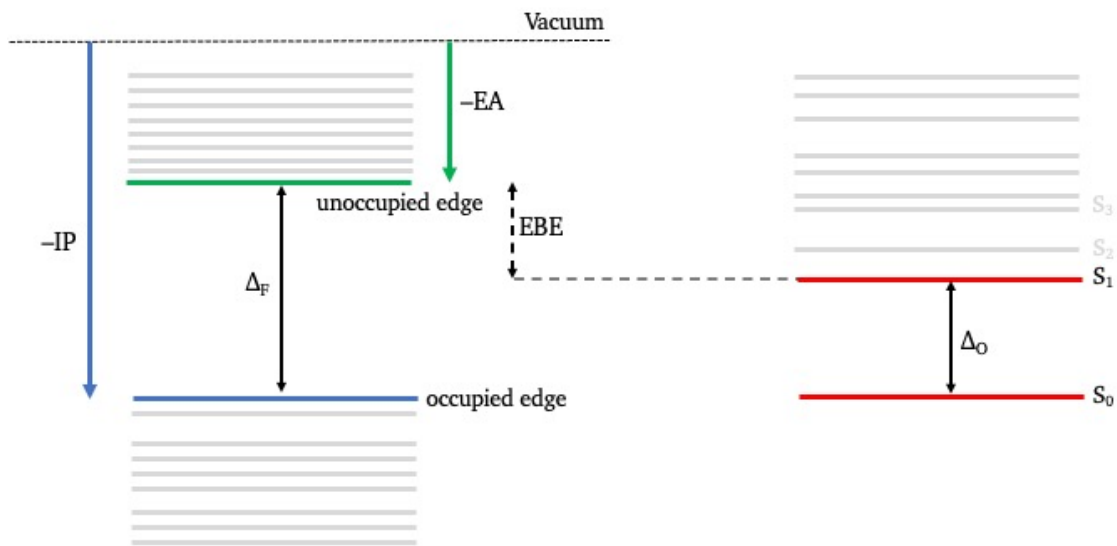 Vacuum
–EA
unoccupied edge
EBE
–IP
ΔF
occupied edge
S3
S2
S1
ΔO
S0